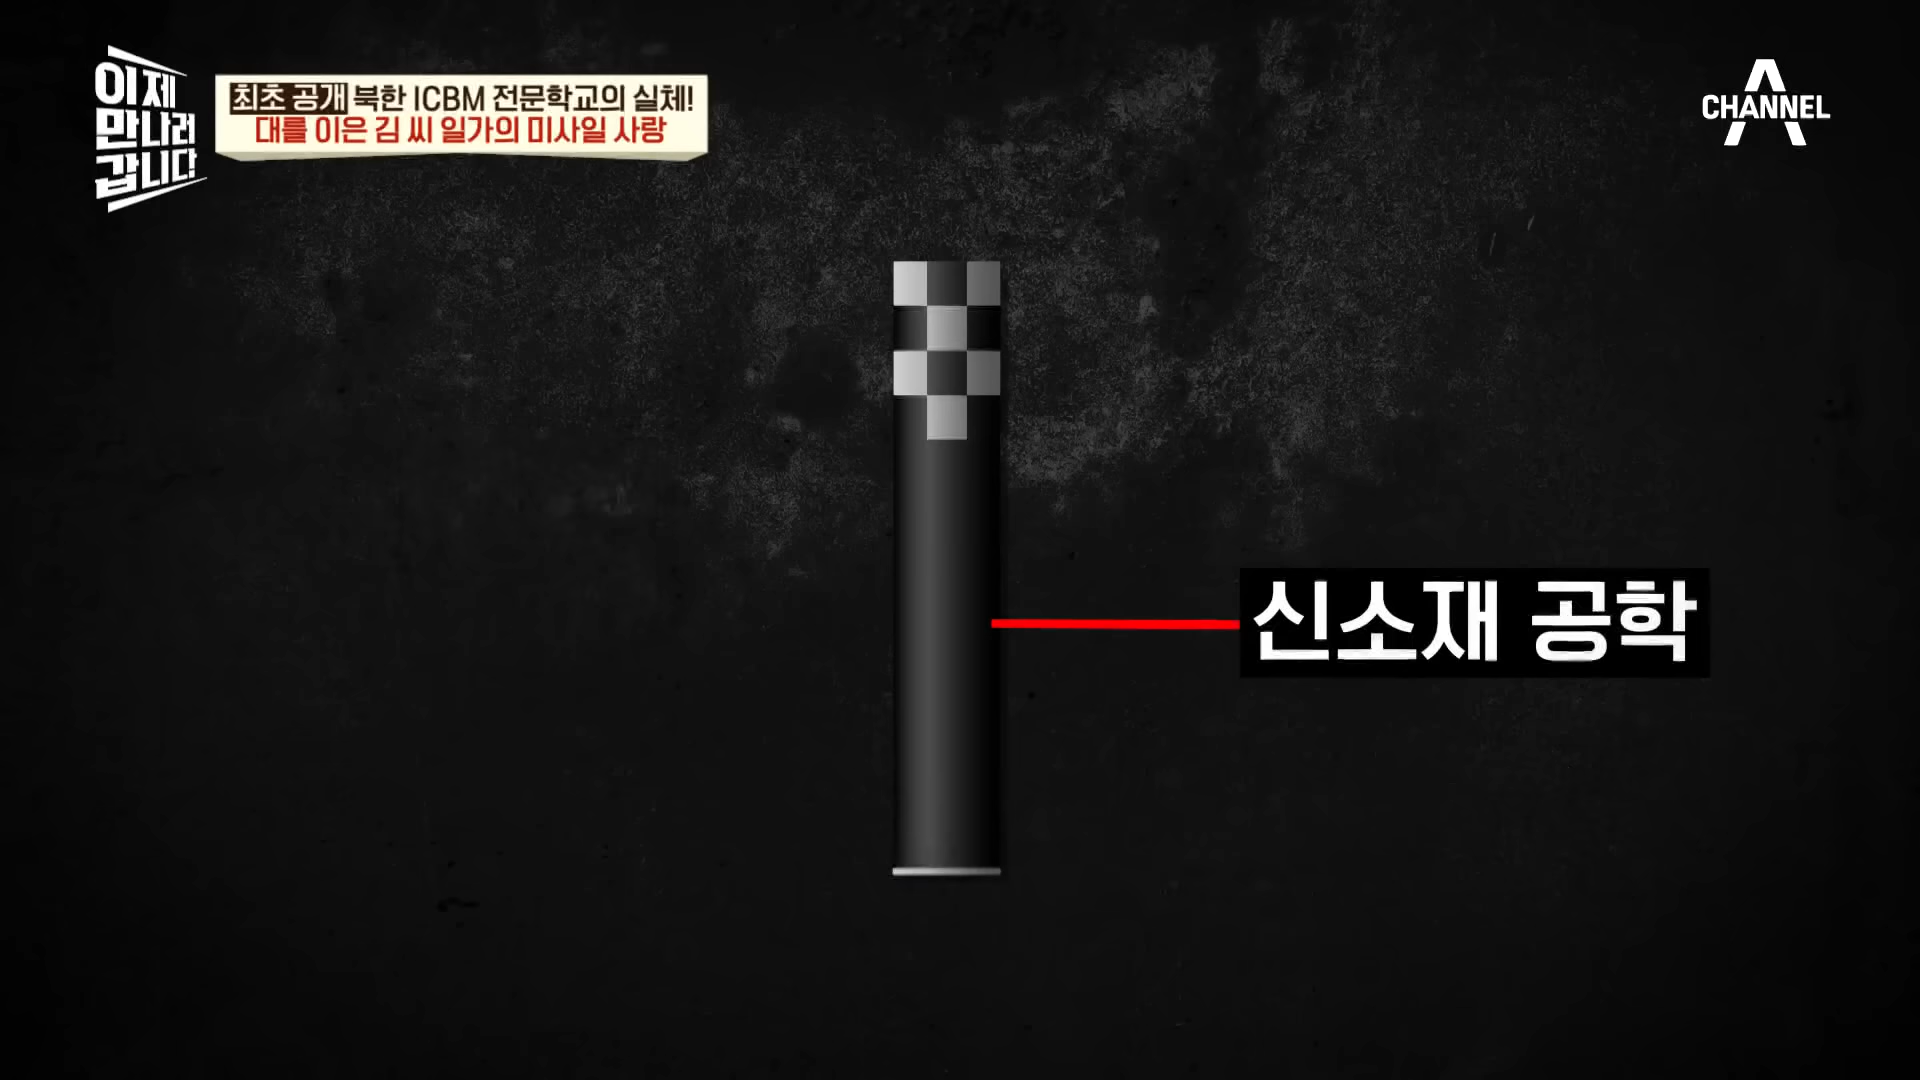 이제
만나러
갑니다
최초 공개 북한 ICBM 전문학교의 실체!
대를 이은 김 씨 일가의 미사일 사랑
CHANNEL A
신소재 공학